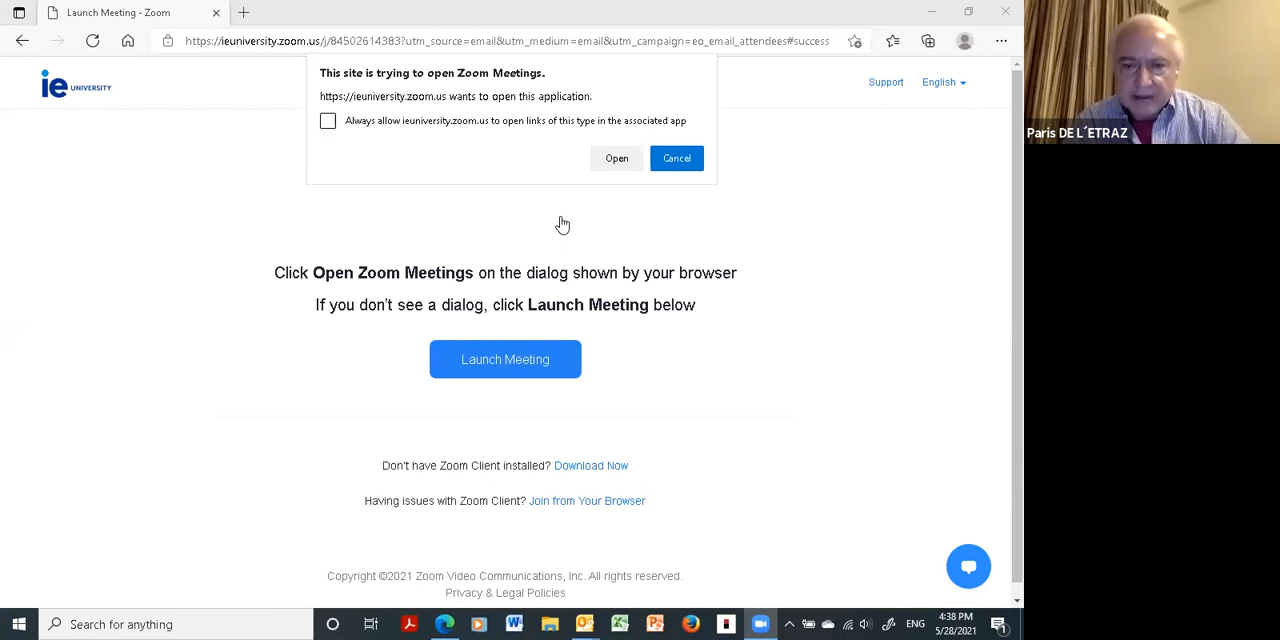 Launch Meeting - Zoom
https://ieuniversity.zoom.us/j/84502614383?utm_source=email&utm_medium=email&utm_campaign=eo_email_attendees#success
This site is trying to open Zoom Meetings.
https://ieuniversity.zoom.us wants to open this application.
Always allow ieuniversity.zoom.us to open links of this type in the associated app
Open Cancel
ie UNIVERSITY
Support English
Paris DE L´ETRAZ
Click Open Zoom Meetings on the dialog shown by your browser
If you don't see a dialog, click Launch Meeting below
Launch Meeting
Don't have Zoom Client installed? Download Now
Having issues with Zoom Client? Join from Your Browser
Copyright ©2021 Zoom Video Communications, Inc. All rights reserved.
Privacy & Legal Policies
Search for anything
ENG
4:38 PM
5/28/2021
1